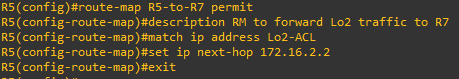 R5(config)#route-map R5-to-R7 permit
R5(config-route-map)#description RM to forward Lo2 traffic to R7
R5(config-route-map)#match ip address Lo2-ACL
R5(config-route-map)#set ip next-hop 172.16.2.2
R5(config-route-map)#exit